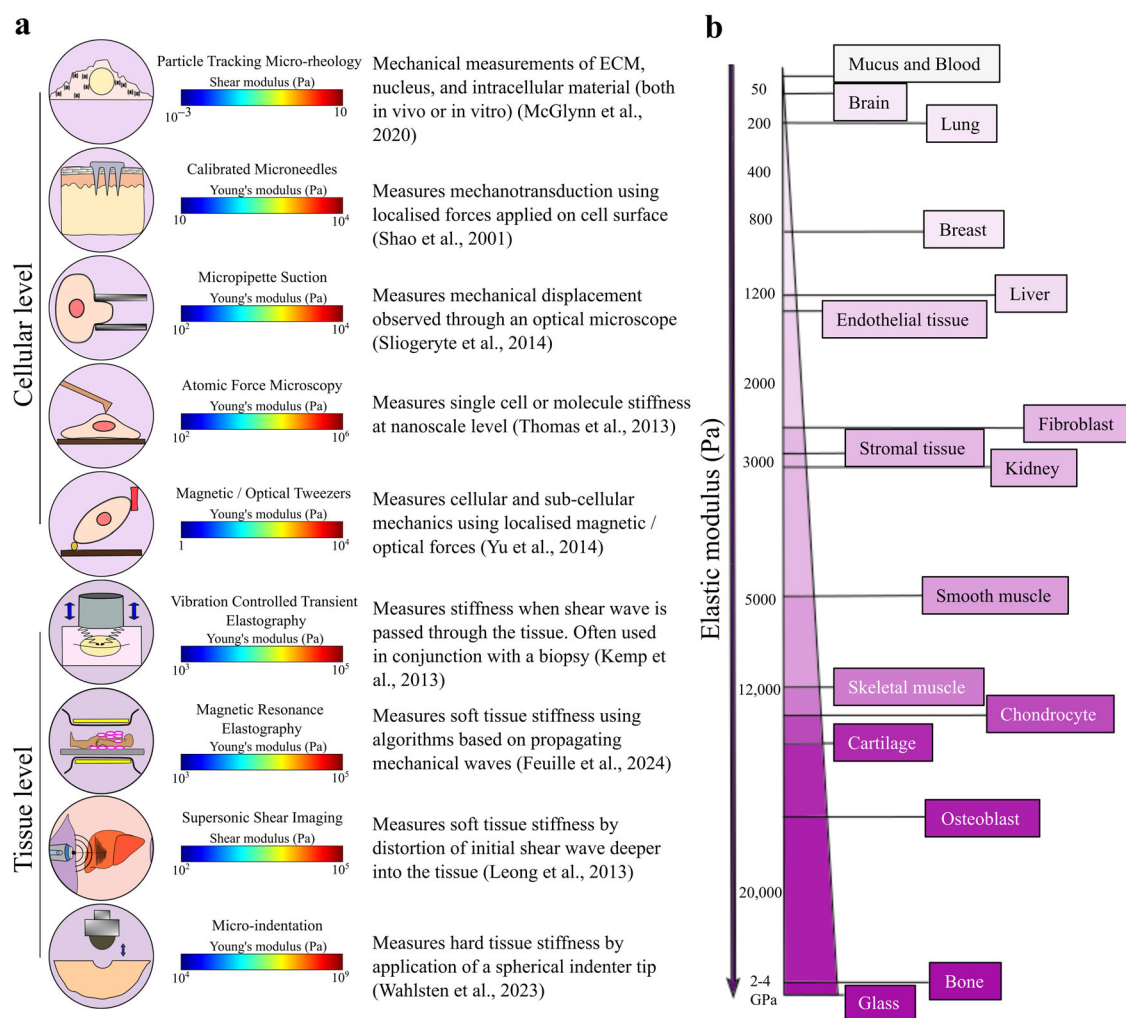 a
Cellular level
Particle Tracking Micro-rheology
Shear modulus (Pa)
10⁻³ 10
Mechanical measurements of ECM,
nucleus, and intracellular material (both
in vivo or in vitro) (McGlynn et al.,
2020)
Calibrated Microneedles
Young's modulus (Pa)
10 10⁴
Measures mechanotransduction using
localised forces applied on cell surface
(Shao et al., 2001)
Micropipette Suction
Young's modulus (Pa)
10² 10⁴
Measures mechanical displacement
observed through an optical microscope
(Sliogeryte et al., 2014)
Atomic Force Microscopy
Young's modulus (Pa)
10² 10⁶
Measures single cell or molecule stiffness
at nanoscale level (Thomas et al., 2013)
Magnetic / Optical Tweezers
Young's modulus (Pa)
1 10⁴
Measures cellular and sub-cellular
mechanics using localised magnetic /
optical forces (Yu et al., 2014)
Tissue level
Vibration Controlled Transient
Elastography
Young's modulus (Pa)
10³ 10⁵
Measures stiffness when shear wave is
passed through the tissue. Often used
in conjunction with a biopsy (Kemp et
al., 2013)
Magnetic Resonance
Elastography
Young's modulus (Pa)
10³ 10⁵
Measures soft tissue stiffness using
algorithms based on propagating
mechanical waves (Feuille et al., 2024)
Supersonic Shear Imaging
Shear modulus (Pa)
10² 10⁵
Measures soft tissue stiffness by
distortion of initial shear wave deeper
into the tissue (Leong et al., 2013)
Micro-indentation
Young's modulus (Pa)
10⁴ 10⁹
Measures hard tissue stiffness by
application of a spherical indenter tip
(Wahlsten et al., 2023)
b
Elastic modulus (Pa)
50
200
400
800
1200
2000
3000
5000
12,000
20,000
2-4
GPa
Mucus and Blood
Brain
Lung
Breast
Liver
Endothelial tissue
Fibroblast
Stromal tissue
Kidney
Smooth muscle
Skeletal muscle
Chondrocyte
Cartilage
Osteoblast
Bone
Glass